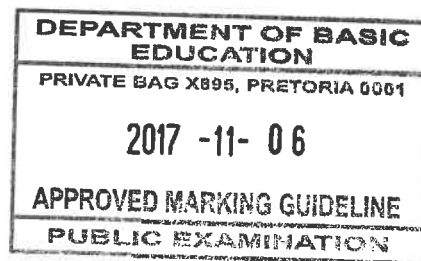 DEPARTMENT OF BASIC
EDUCATION
PRIVATE BAG X895, PRETORIA 0001
2017 -11- 06
APPROVED MARKING GUIDELINE
PUBLIC EXAMINATION